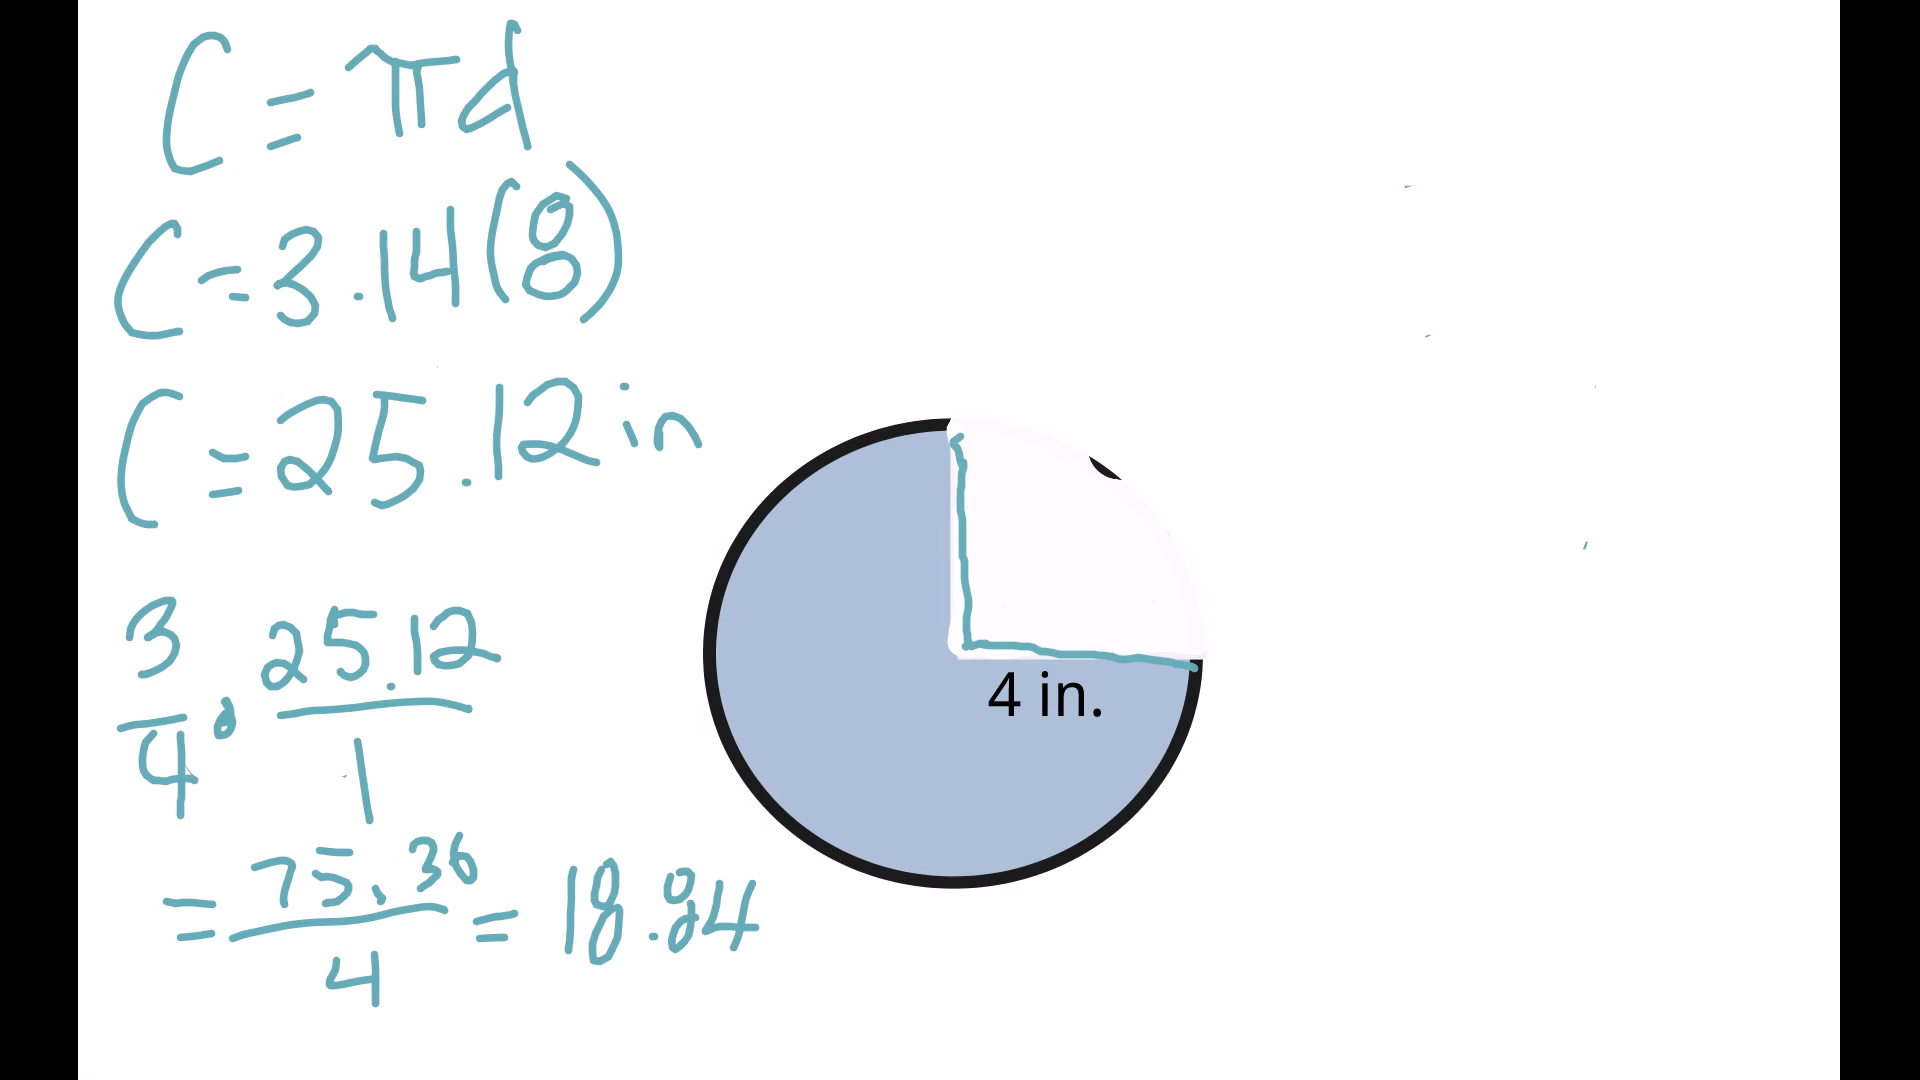 C = πd
C = 3.14(8)
C = 25.12 in
3/4 · 25.12/1
= 75.36/4 = 18.84
4 in.